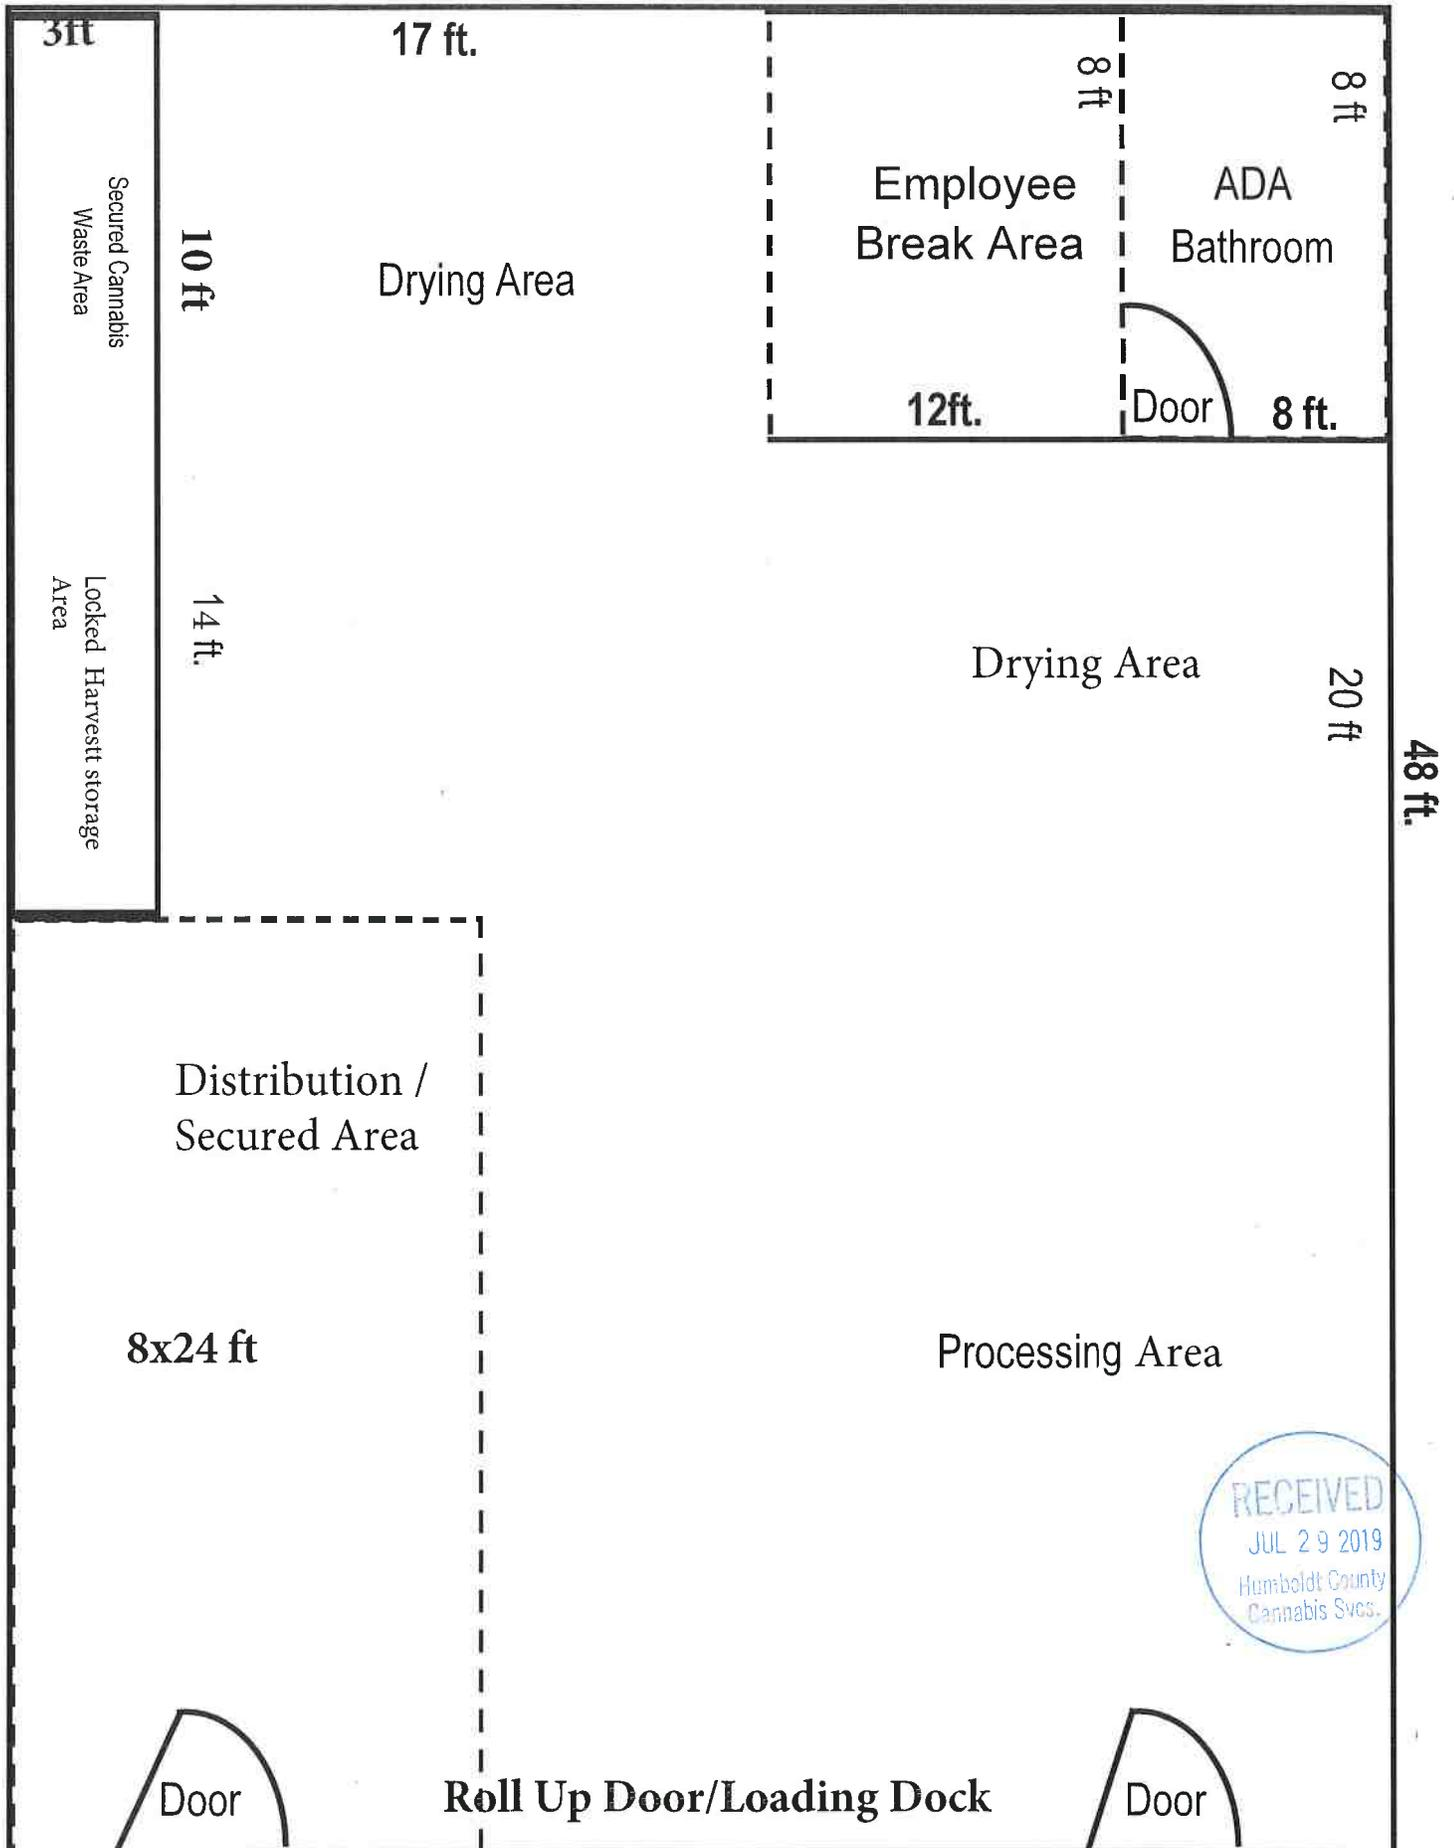 3ft
17 ft.
8 ft
8 ft
Secured Cannabis
Waste Area
10 ft
Drying Area
Employee
Break Area
ADA
Bathroom
12ft.
Door
8 ft.
Locked Harvestt storage
Area
14 ft.
Drying Area
20 ft
48 ft.
Distribution /
Secured Area
8x24 ft
Processing Area
RECEIVED
JUL 29 2019
Humboldt County
Cannabis Svcs.
Door
Roll Up Door/Loading Dock
Door